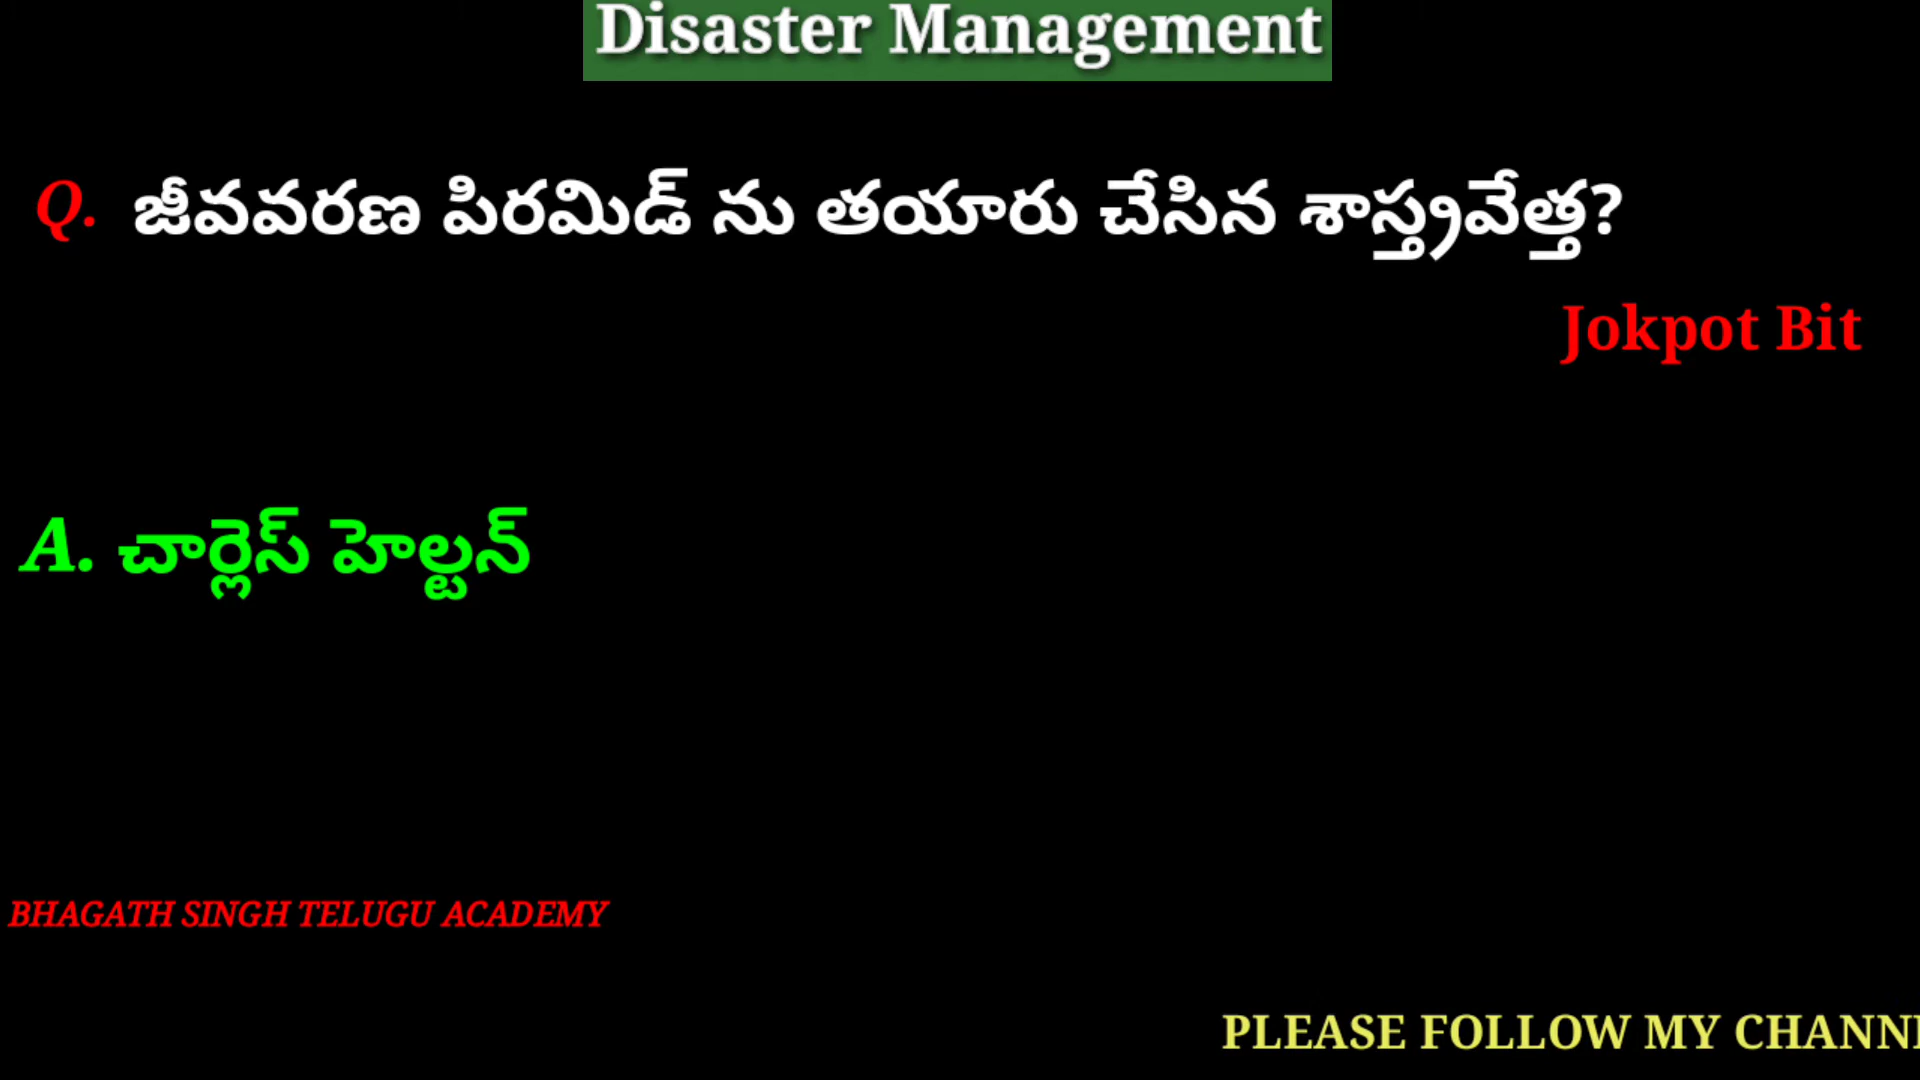 Disaster Management
Q. జీవవరణ పిరమిడ్ ను తయారు చేసిన శాస్త్రవేత్త?
Jokpot Bit
A. చార్లెస్ హెల్టన్
BHAGATH SINGH TELUGU ACADEMY
PLEASE FOLLOW MY CHANN